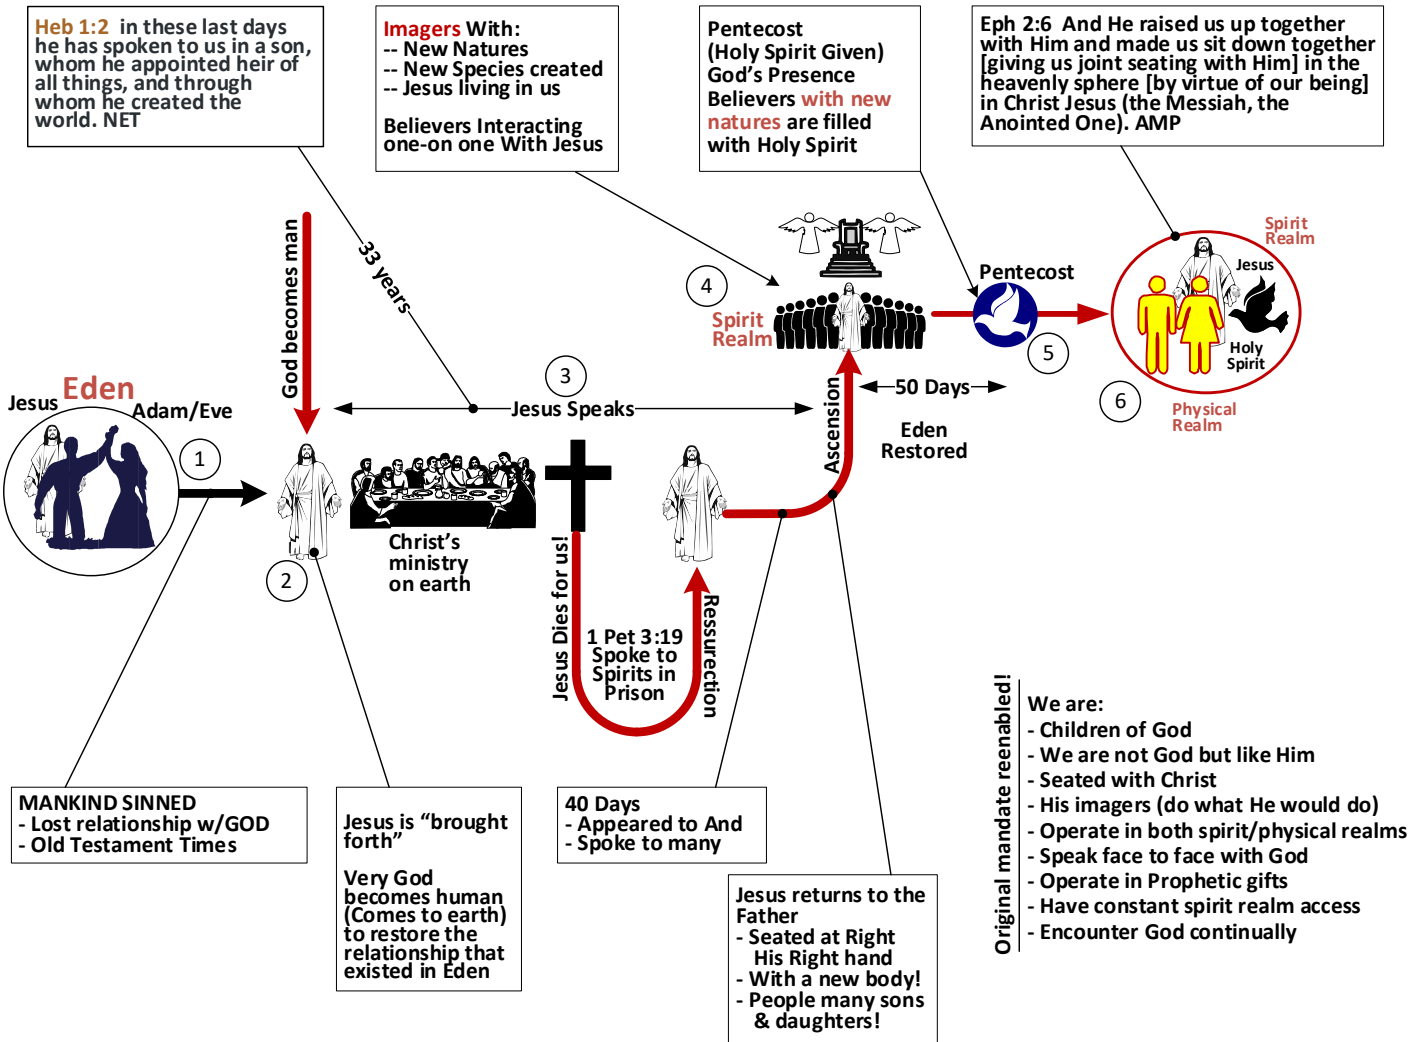 Heb 1:2 in these last days
he has spoken to us in a son,
whom he appointed heir of
all things, and through
whom he created the
world. NET
Imagers With:
-- New Natures
-- New Species created
-- Jesus living in us
Believers Interacting
one-on one With Jesus
Pentecost
(Holy Spirit Given)
God's Presence
Believers with new
natures are filled
with Holy Spirit
Eph 2:6 And He raised us up together
with Him and made us sit down together
[giving us joint seating with Him] in the
heavenly sphere [by virtue of our being]
in Christ Jesus (the Messiah, the
Anointed One). AMP
God becomes man
33 years
4
Spirit
Realm
Pentecost
5
Spirit
Realm
Jesus
Holy
Spirit
6
Physical
Realm
3
Jesus Speaks
50 Days
Ascension
Eden
Restored
Eden
Jesus
Adam/Eve
1
2
Christ's
ministry
on earth
Jesus Dies for us!
1 Pet 3:19
Spoke to
Spirits in
Prison
Ressurection
MANKIND SINNED
- Lost relationship w/GOD
- Old Testament Times
Jesus is “brought
forth”
Very God
becomes human
(Comes to earth)
to restore the
relationship that
existed in Eden
40 Days
- Appeared to And
- Spoke to many
Jesus returns to the
Father
- Seated at Right
His Right hand
- With a new body!
- People many sons
& daughters!
Original mandate reenabled!
We are:
- Children of God
- We are not God but like Him
- Seated with Christ
- His imagers (do what He would do)
- Operate in both spirit/physical realms
- Speak face to face with God
- Operate in Prophetic gifts
- Have constant spirit realm access
- Encounter God continually